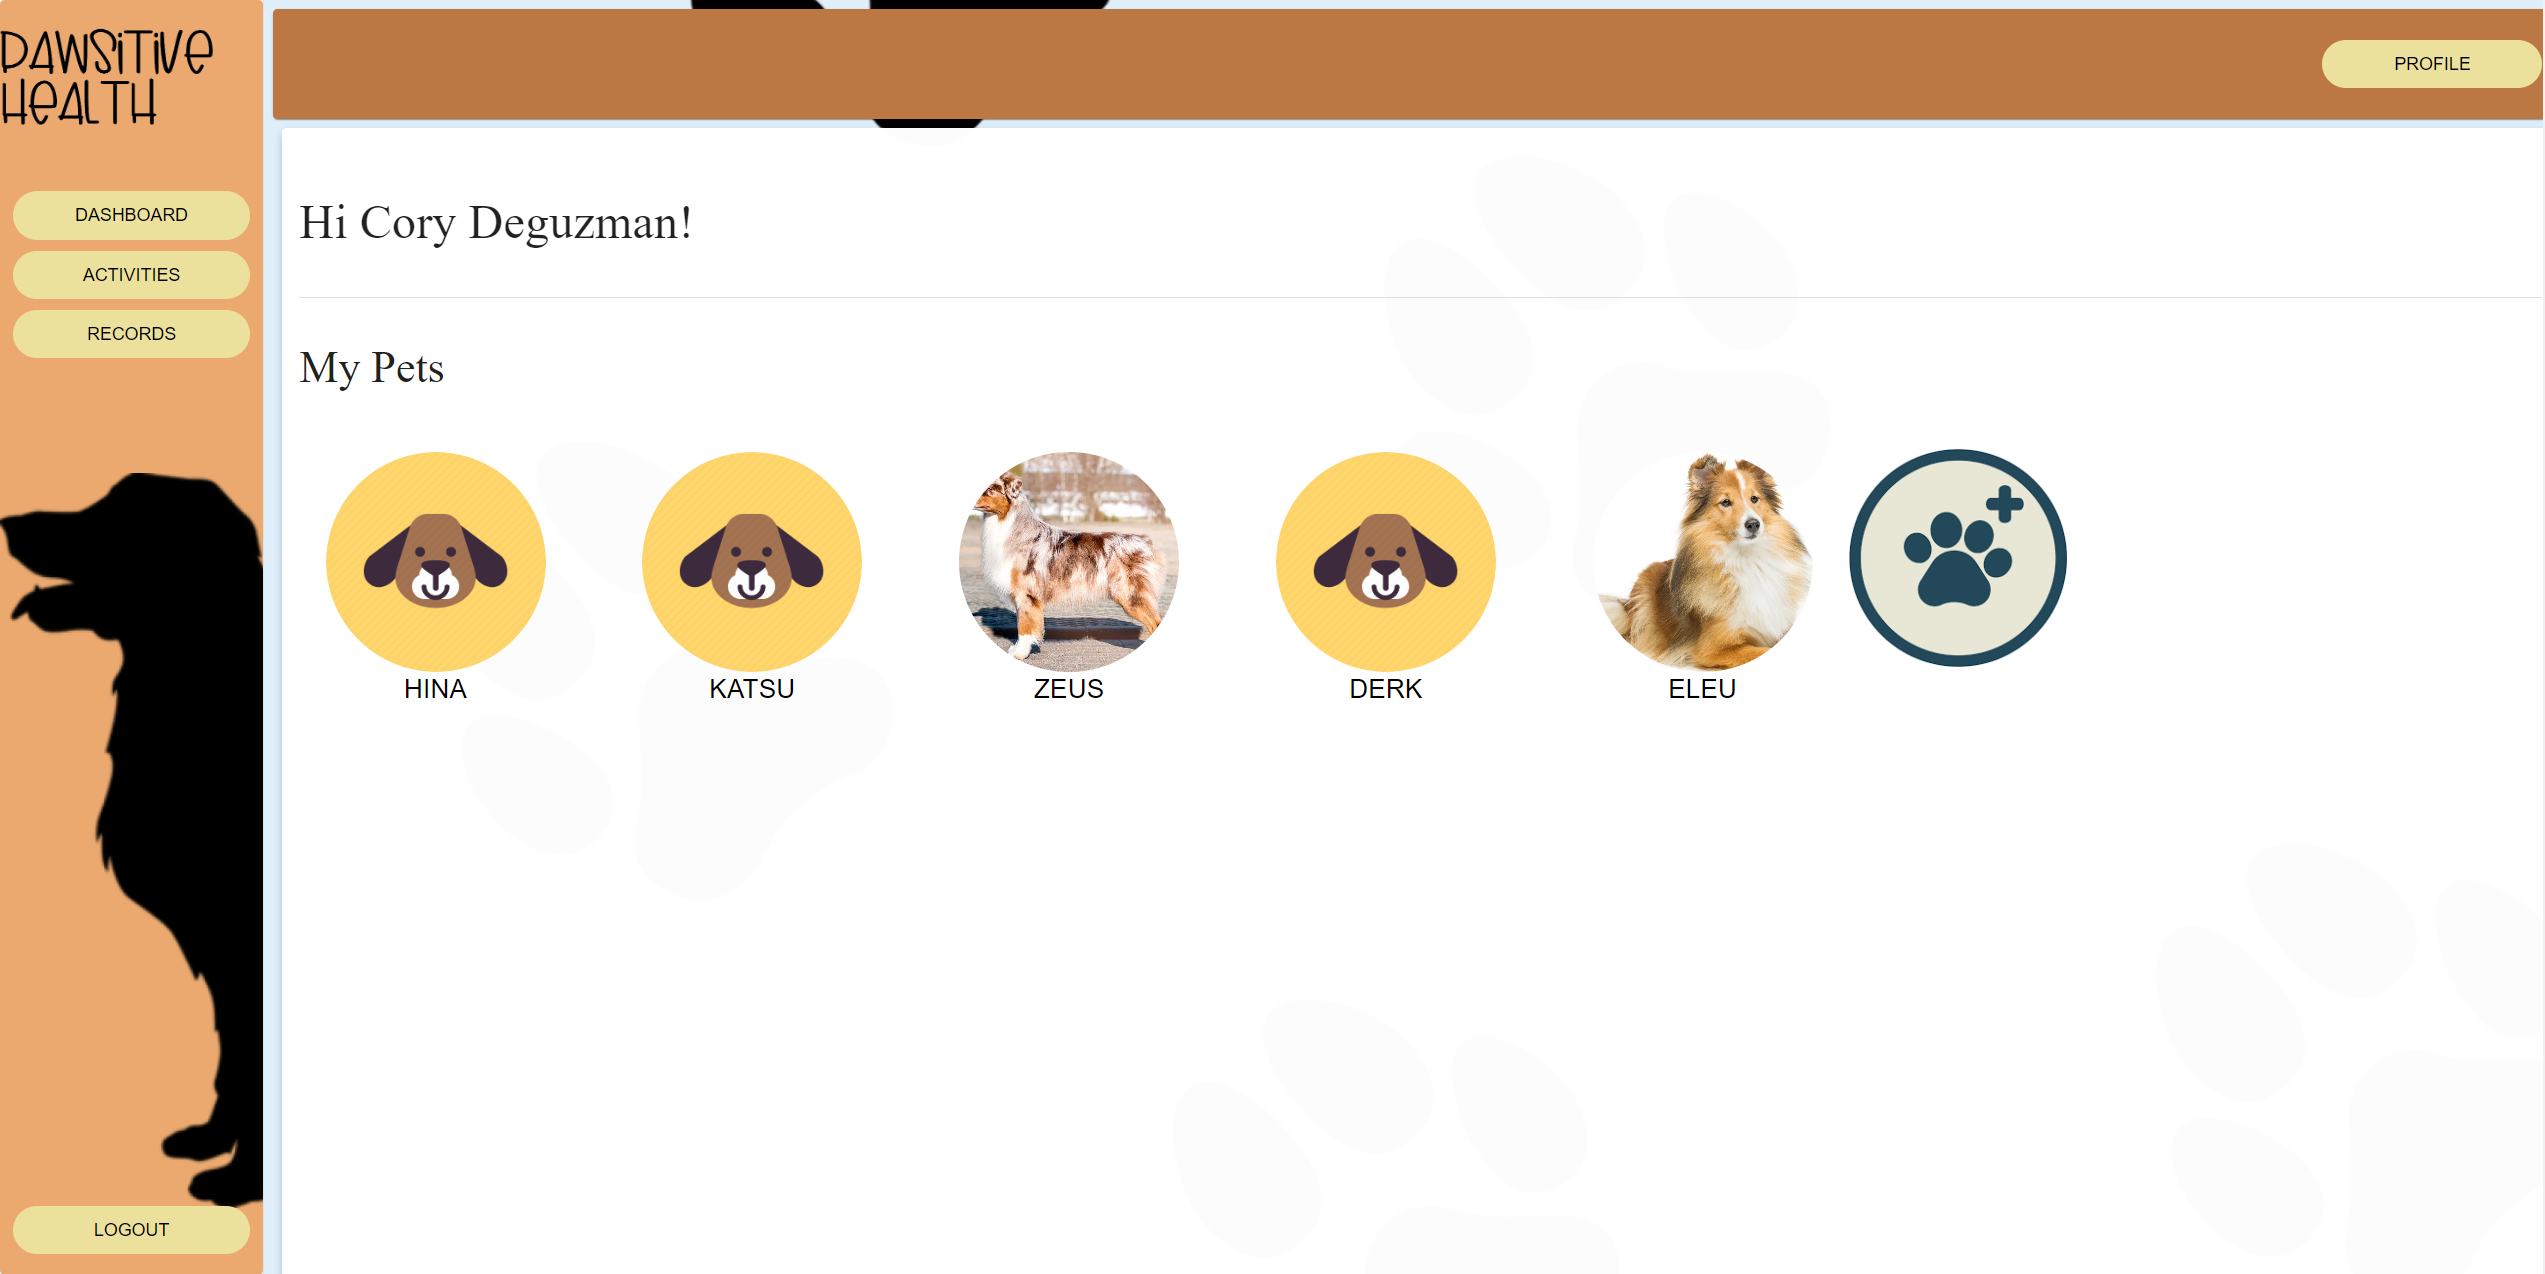 PAWSiTiVe
HeALTH
PROFILE
DASHBOARD
ACTIVITIES
RECORDS
Hi Cory Deguzman!
My Pets
HINA
KATSU
ZEUS
DERK
ELEU
LOGOUT